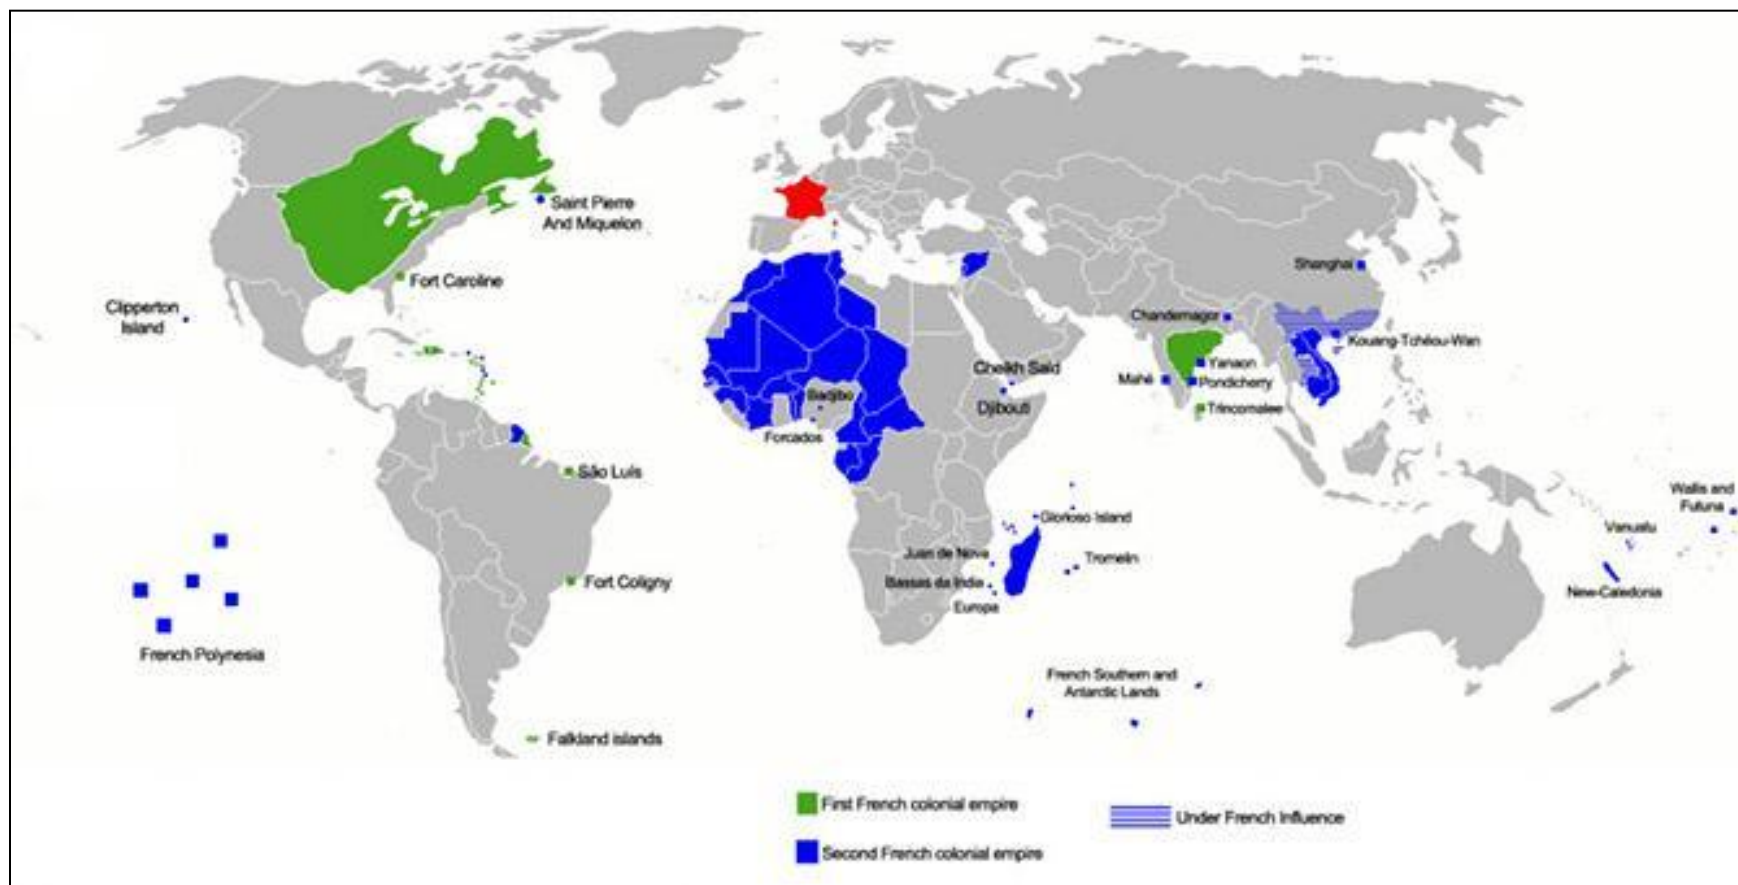 Saint Pierre
And Miquelon
Fort Caroline
Clipperton
Island
Shanghai
Chandernagor
Kouang-Tchéou-Wan
Yanaon
Mahé
Pondicherry
Trincomalee
Cheikh Saïd
Djibouti
Badjibo
Forcados
São Luís
Wallis and
Futuna
Glorioso Island
Vanuatu
Juan de Nova
Tromelin
Bassas da India
Europa
New-Caledonia
Fort Coligny
French Polynesia
French Southern and
Antarctic Lands
Falkland islands
First French colonial empire
Under French Influence
Second French colonial empire